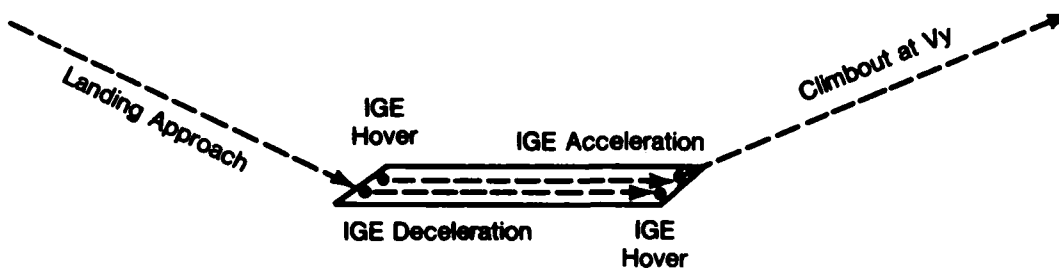 Landing Approach
Climbout at Vy
IGE
Hover
IGE Acceleration
IGE Deceleration
IGE
Hover